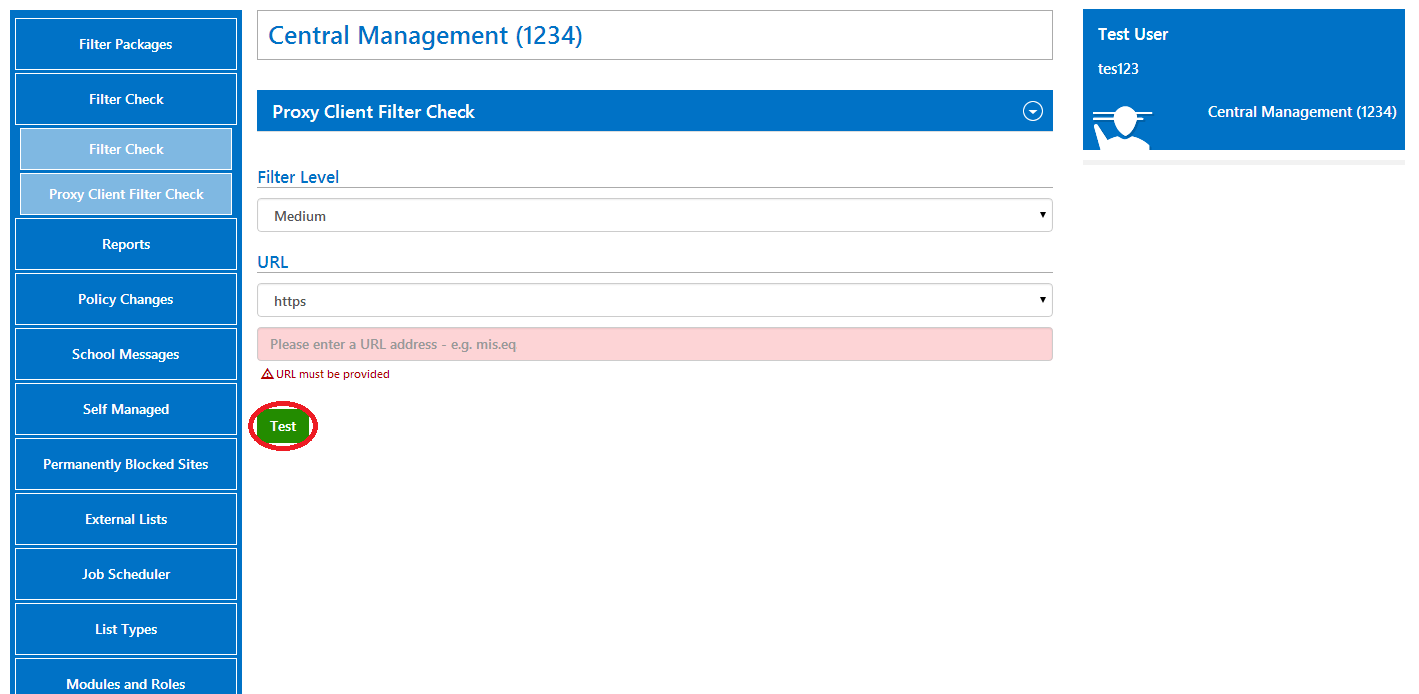 Filter Packages
Filter Check
Filter Check
Proxy Client Filter Check
Reports
Policy Changes
School Messages
Self Managed
Permanently Blocked Sites
External Lists
Job Scheduler
List Types
Modules and Roles
Central Management (1234)
Proxy Client Filter Check
Filter Level
Medium
URL
https
Please enter a URL address - e.g. mis.eq
URL must be provided
Test
Test User
tes123
Central Management (1234)